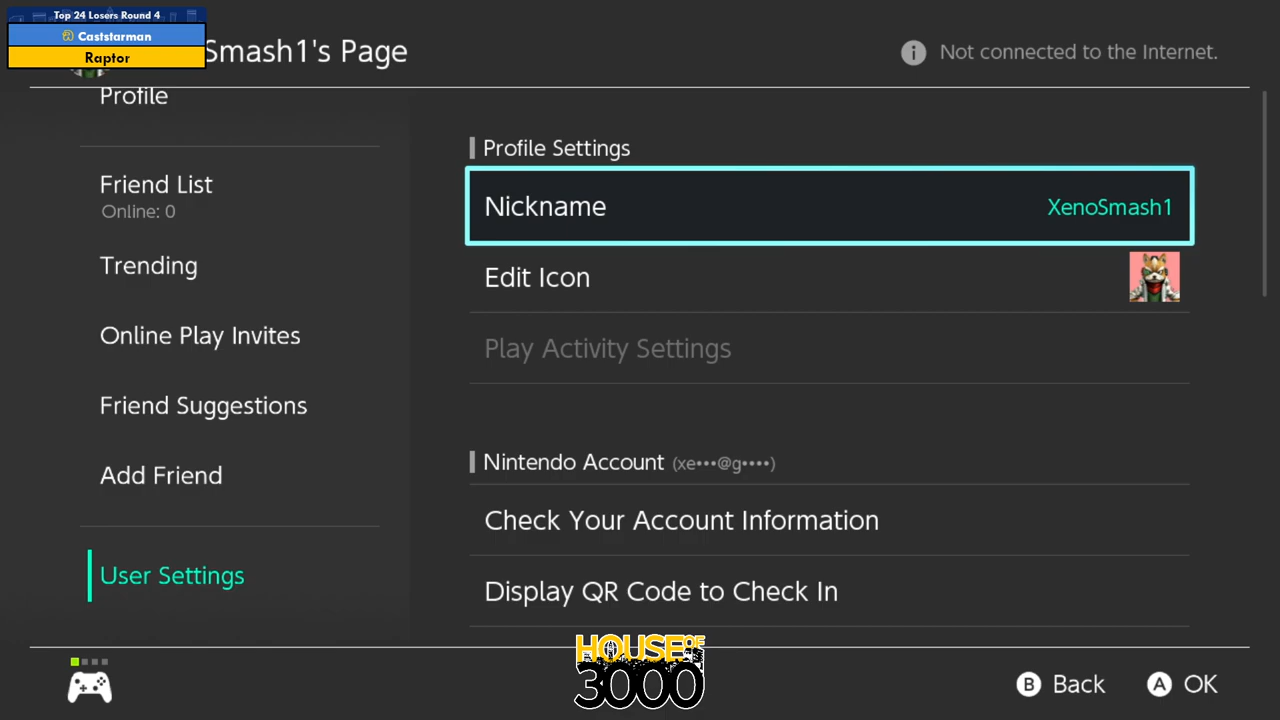 Top 24 Losers Round 4
Caststarman
Raptor
Smash1's Page
Not connected to the Internet.
Profile
Friend List
Online: 0
Trending
Online Play Invites
Friend Suggestions
Add Friend
User Settings
Profile Settings
Nickname XenoSmash1
Edit Icon
Play Activity Settings
Nintendo Account (xe•••@g••••)
Check Your Account Information
Display QR Code to Check In
HOUSE OF
3000
B Back A OK